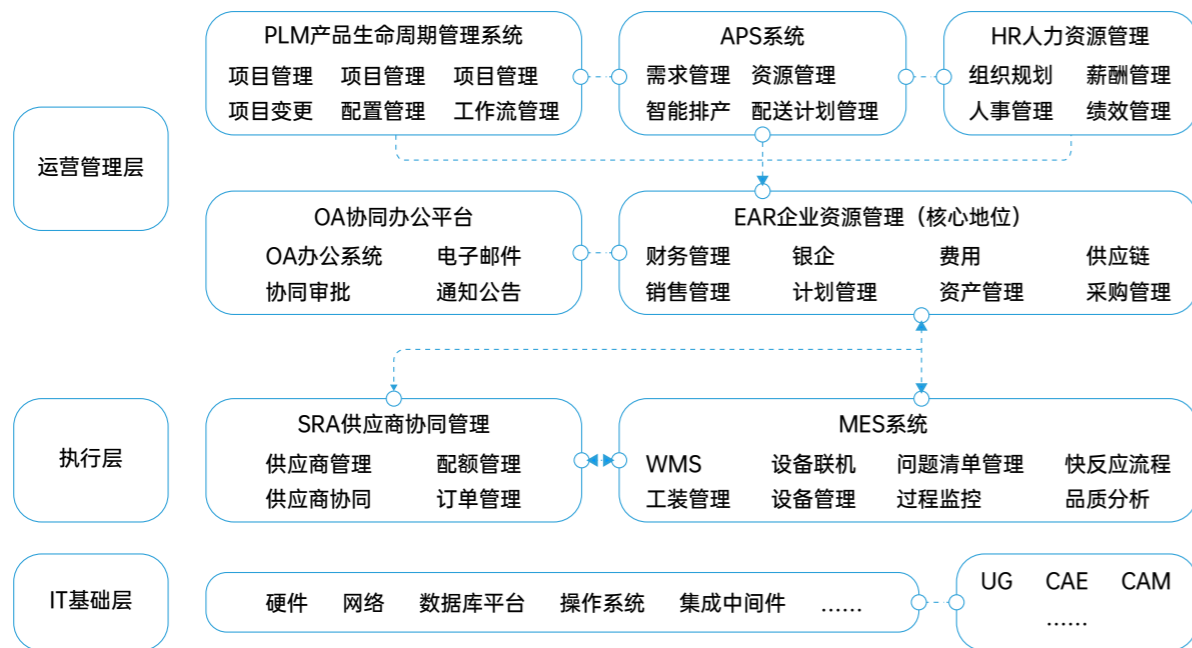 PLM产品生命周期管理系统
项目管理 项目管理 项目管理
项目变更 配置管理 工作流管理
APS系统
需求管理 资源管理
智能排产 配送计划管理
HR人力资源管理
组织规划 薪酬管理
人事管理 绩效管理
运营管理层
OA协同办公平台
OA办公系统 电子邮件
协同审批 通知公告
EAR企业资源管理（核心地位）
财务管理 银企 费用 供应链
销售管理 计划管理 资产管理 采购管理
执行层
SRA供应商协同管理
供应商管理 配额管理
供应商协同 订单管理
MES系统
WMS 设备联机 问题清单管理 快反应流程
工装管理 设备管理 过程监控 品质分析
IT基础层
硬件 网络 数据库平台 操作系统 集成中间件 ……
UG CAE CAM
……